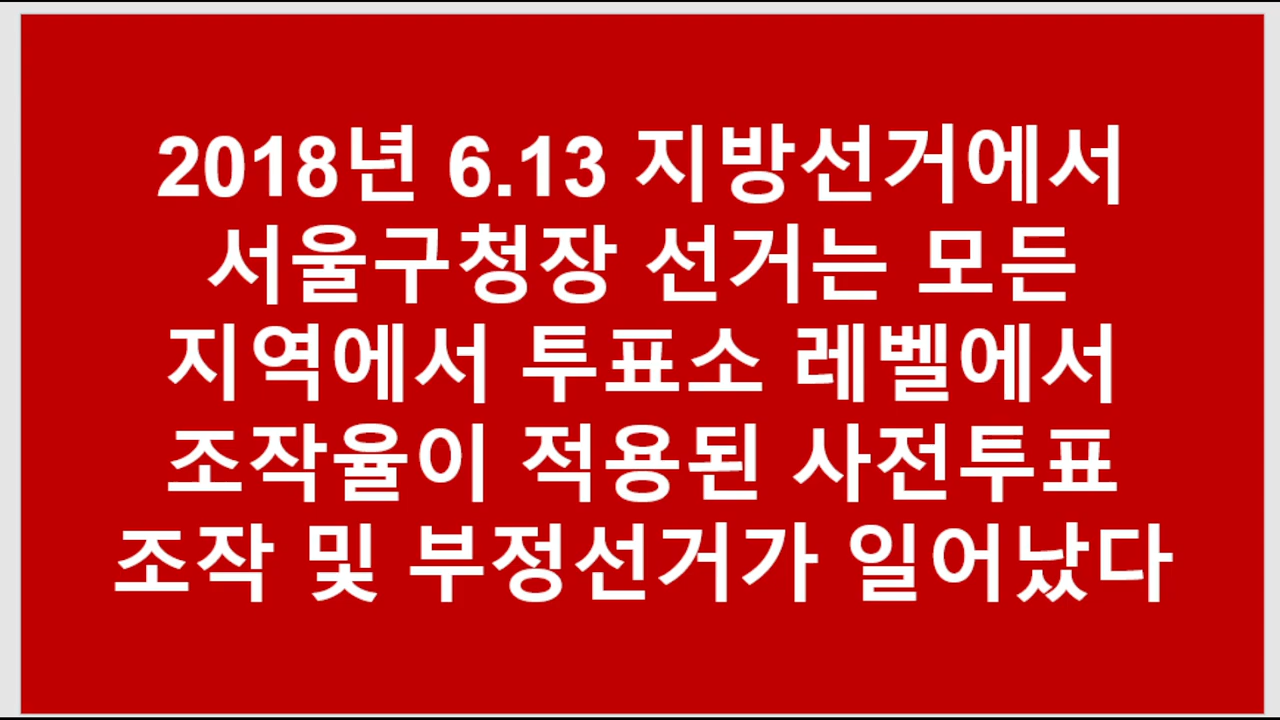 2018년 6.13 지방선거에서
서울구청장 선거는 모든
지역에서 투표소 레벨에서
조작율이 적용된 사전투표
조작 및 부정선거가 일어났다